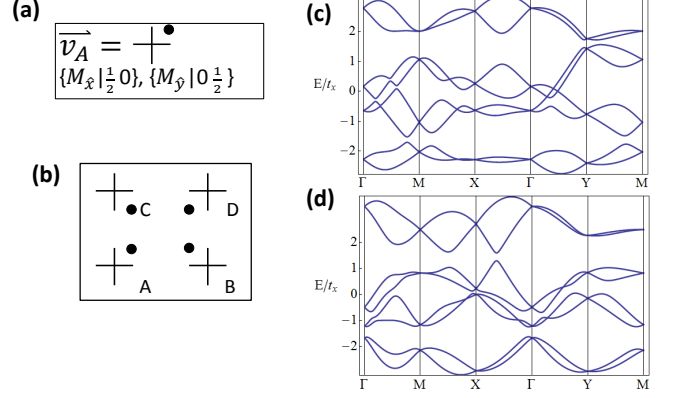 (a)
v_A =
{M_x̂|½ 0}, {M_ŷ|0 ½}
(b)
C
D
A
B
(c)
2
1
E/t_x
0
−1
−2
Γ
M
X
Γ
Y
M
(d)
2
1
E/t_x
0
−1
−2
Γ
M
X
Γ
Y
M